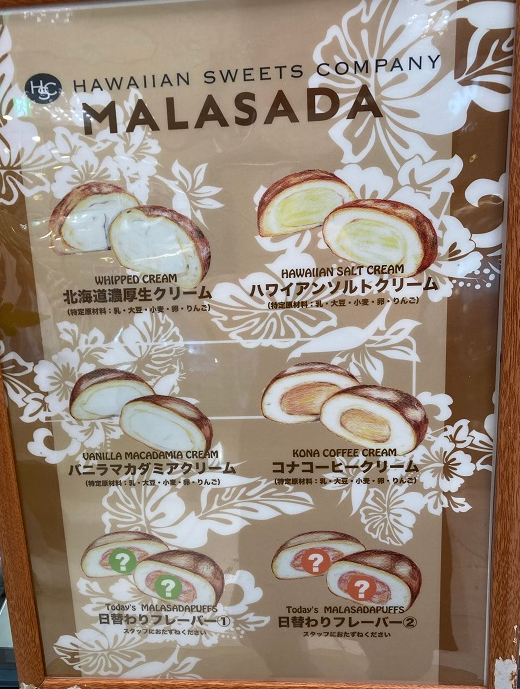 HSC HAWAIIAN SWEETS COMPANY
MALASADA
WHIPPED CREAM
北海道濃厚生クリーム
(特定原材料:乳・大豆・小麦・卵・りんご)
HAWAIIAN SALT CREAM
ハワイアンソルトクリーム
(特定原材料:乳・大豆・小麦・卵・りんご)
VANILLA MACADAMIA CREAM
バニラマカダミアクリーム
(特定原材料:乳・大豆・小麦・卵・りんご)
KONA COFFEE CREAM
コナコーヒークリーム
(特定原材料:乳・大豆・小麦・卵・りんご)
? ?
Today's MALASADAPUFFS
日替わりフレーバー①
スタッフにおたずねください
? ?
Today's MALASADAPUFFS
日替わりフレーバー②
スタッフにおたずねください